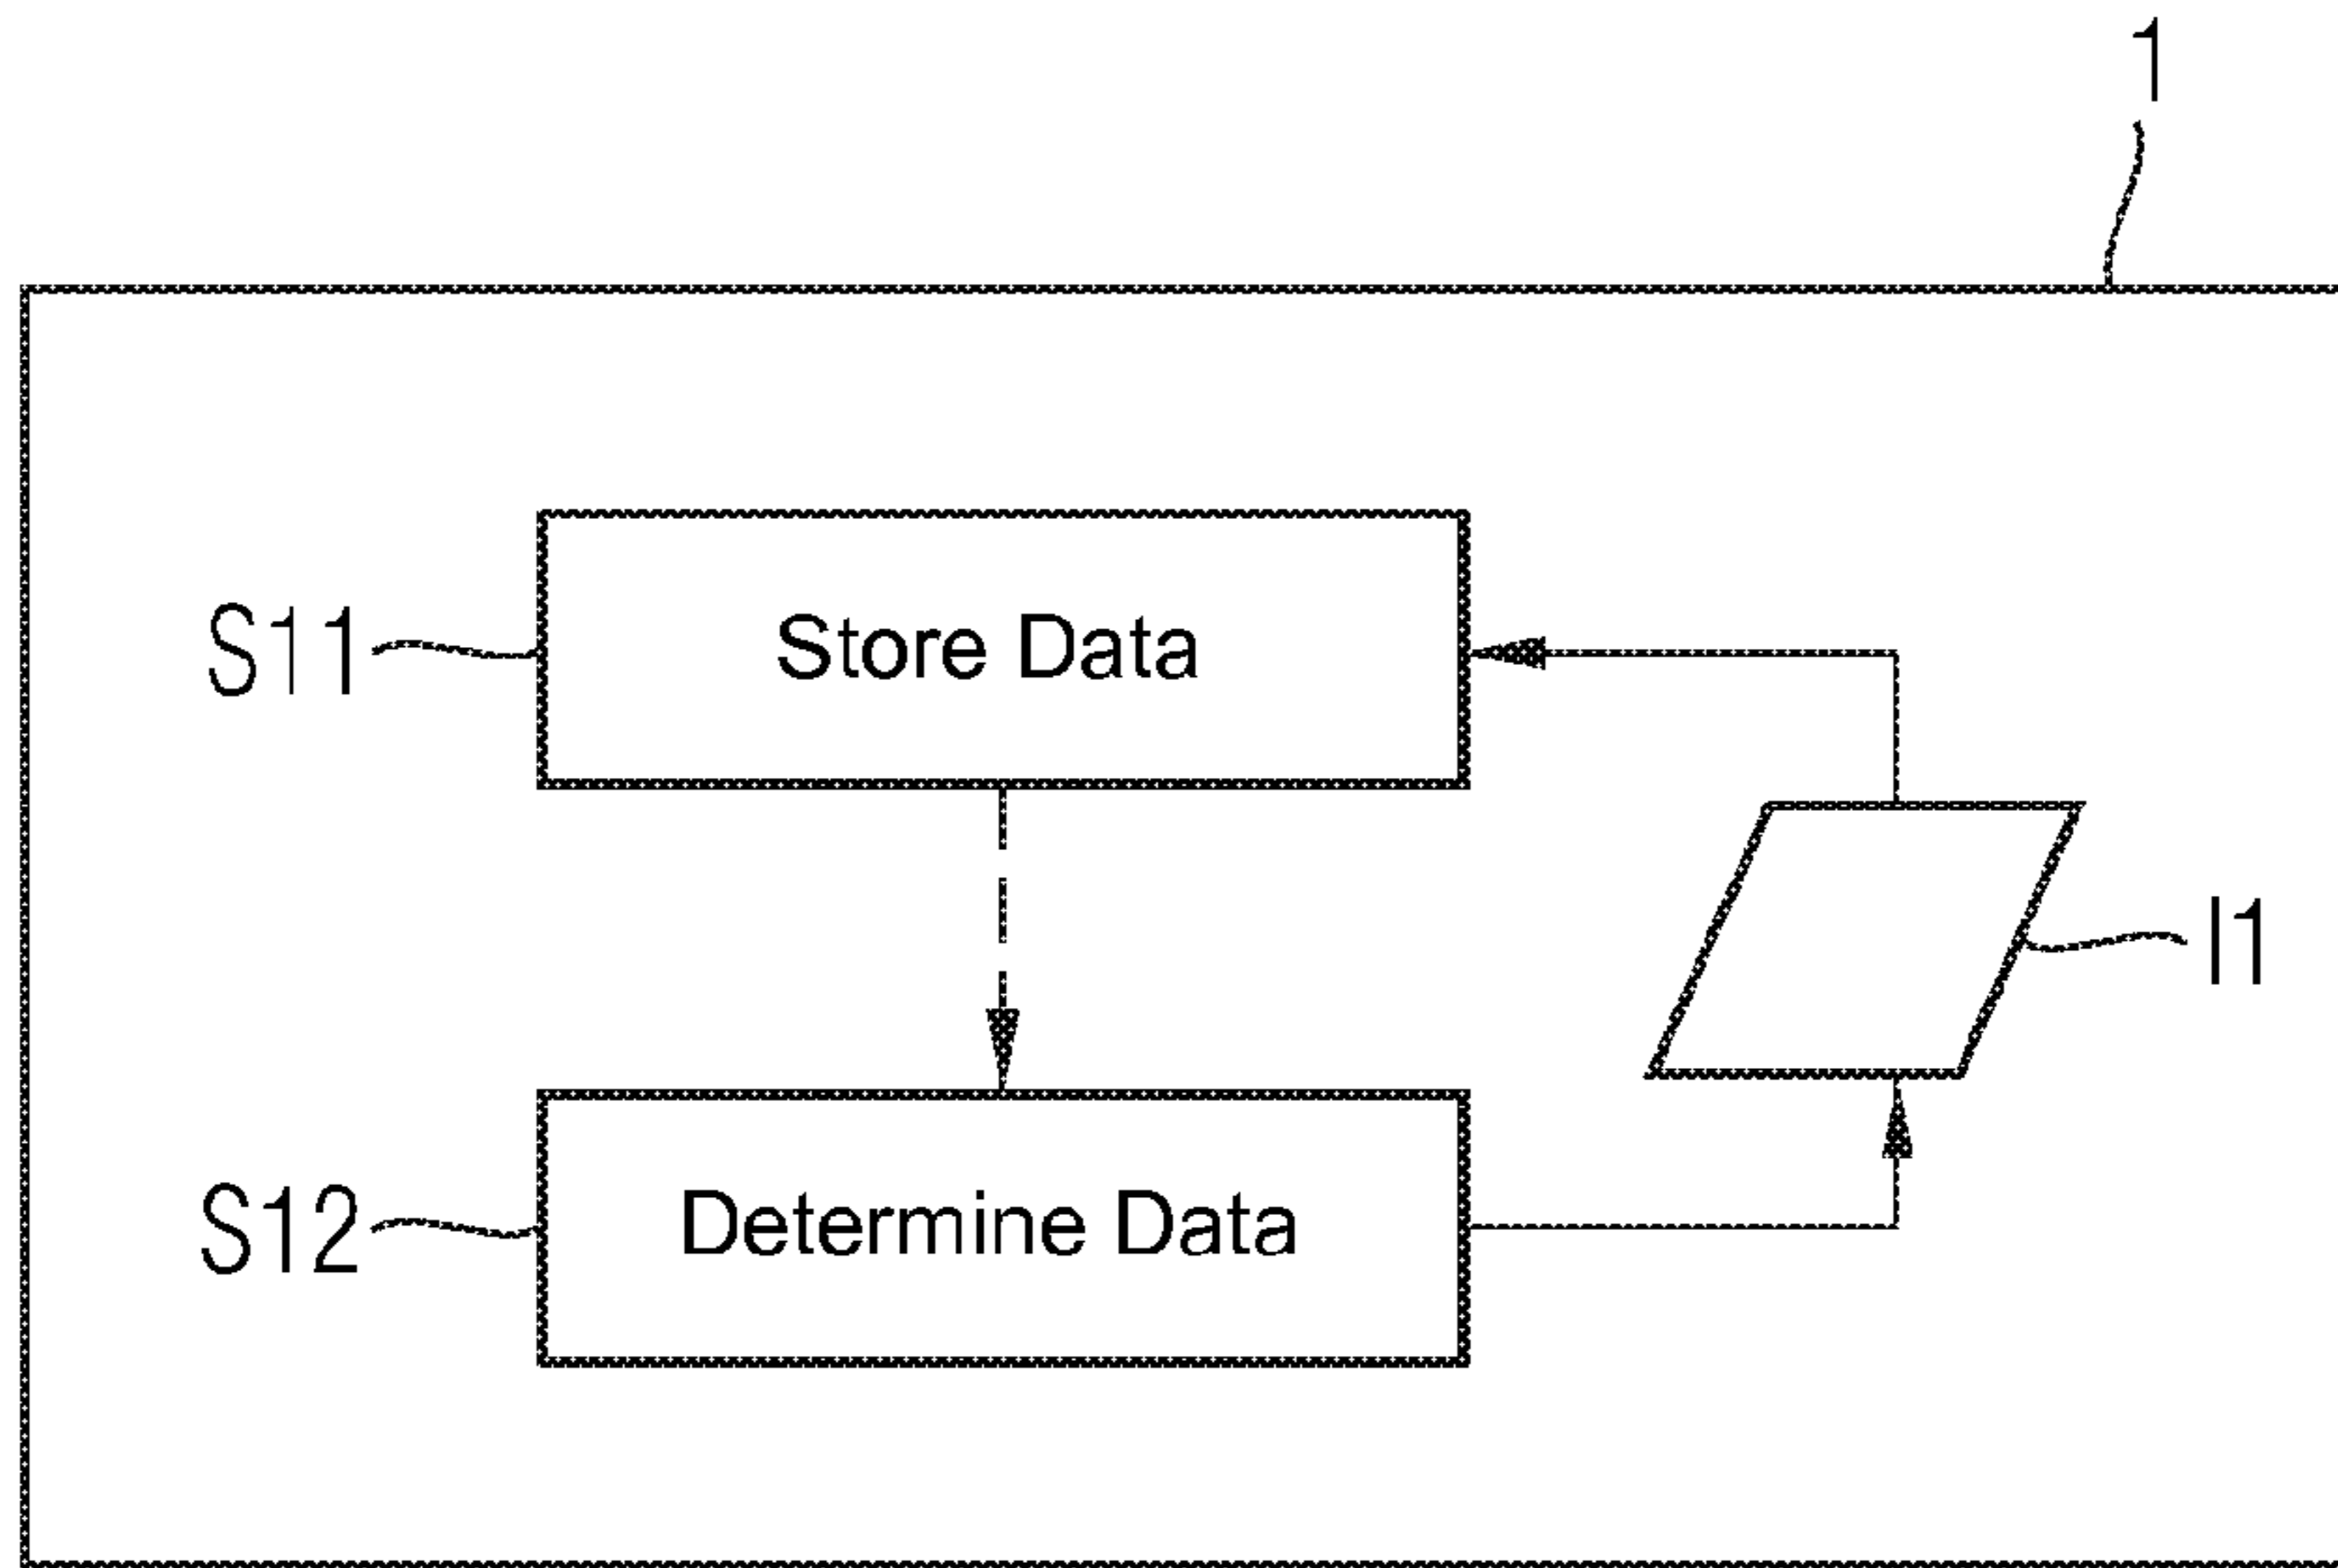 1
S11
Store Data
I1
S12
Determine Data